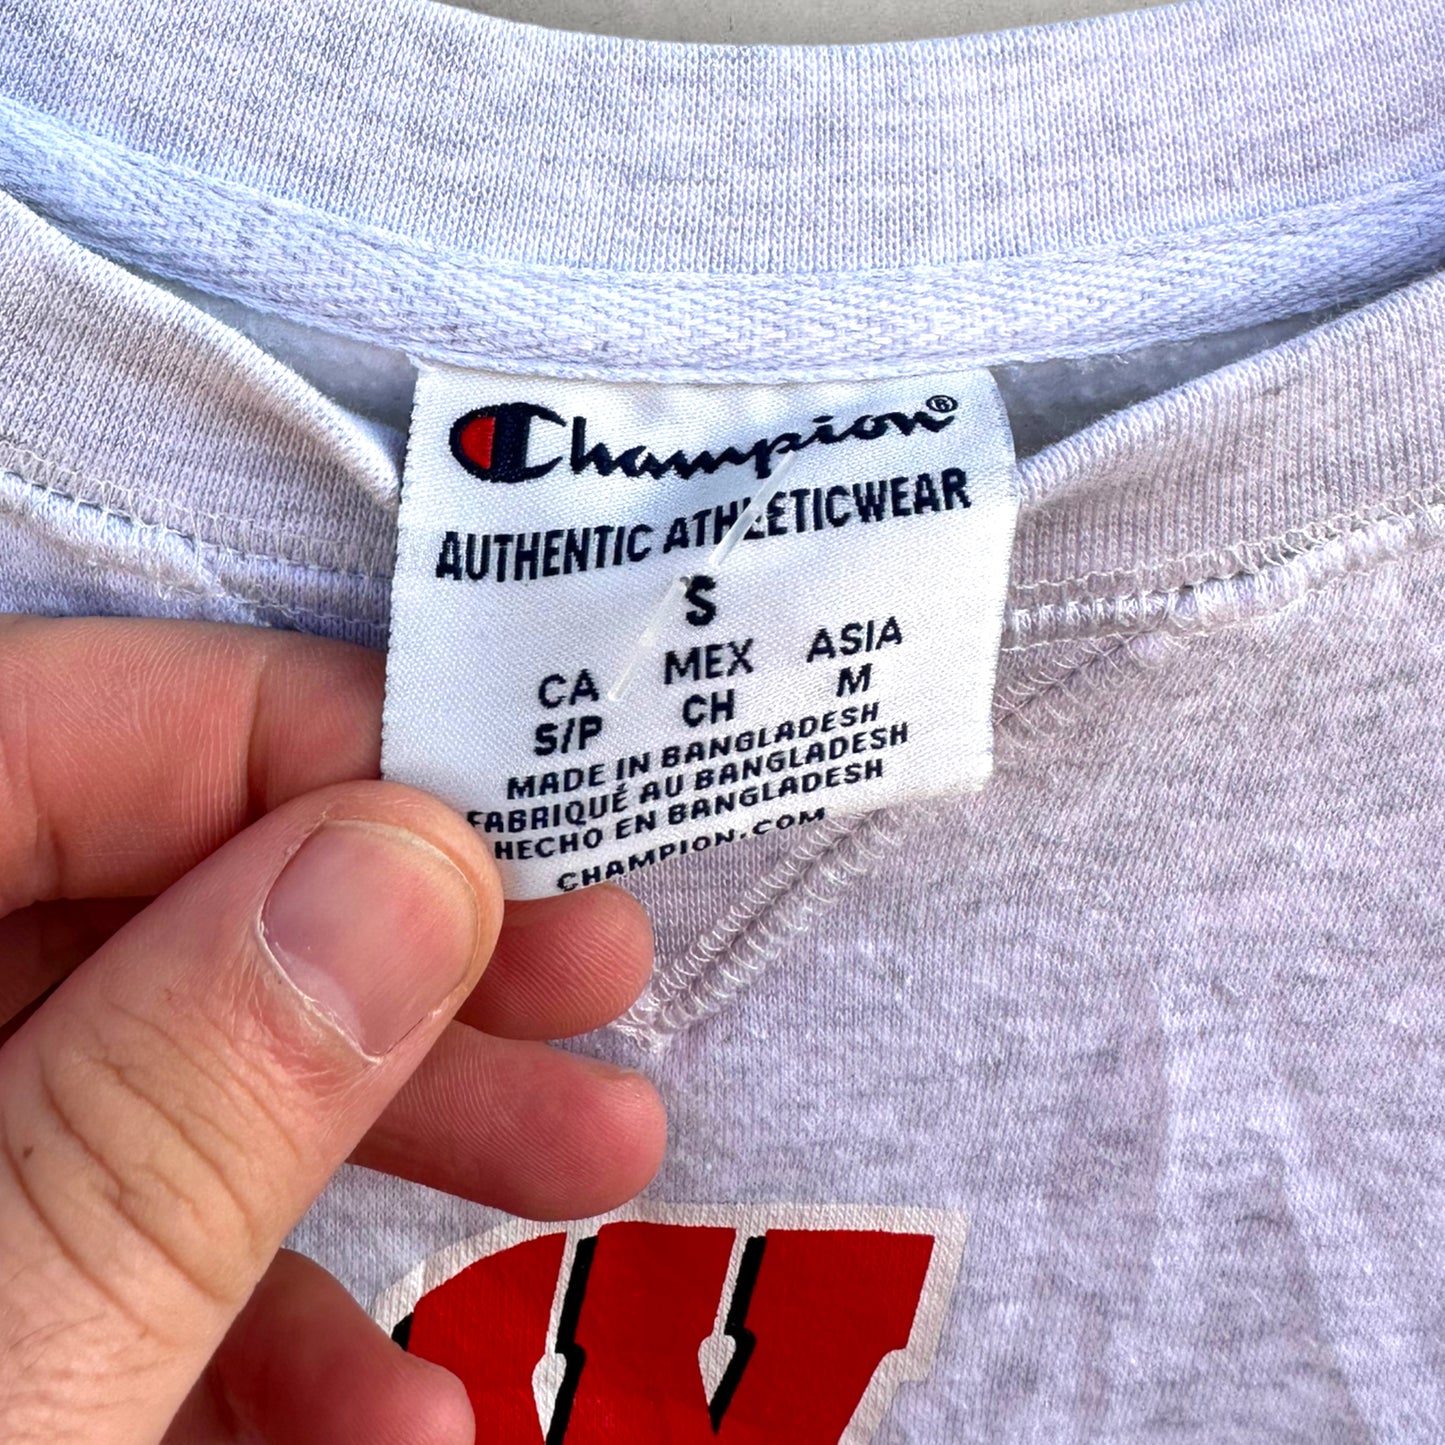 Champion®
AUTHENTIC ATHLETICWEAR
S
CA MEX ASIA
S/P CH M
MADE IN BANGLADESH
FABRIQUÉ AU BANGLADESH
HECHO EN BANGLADESH
CHAMPION.COM
W